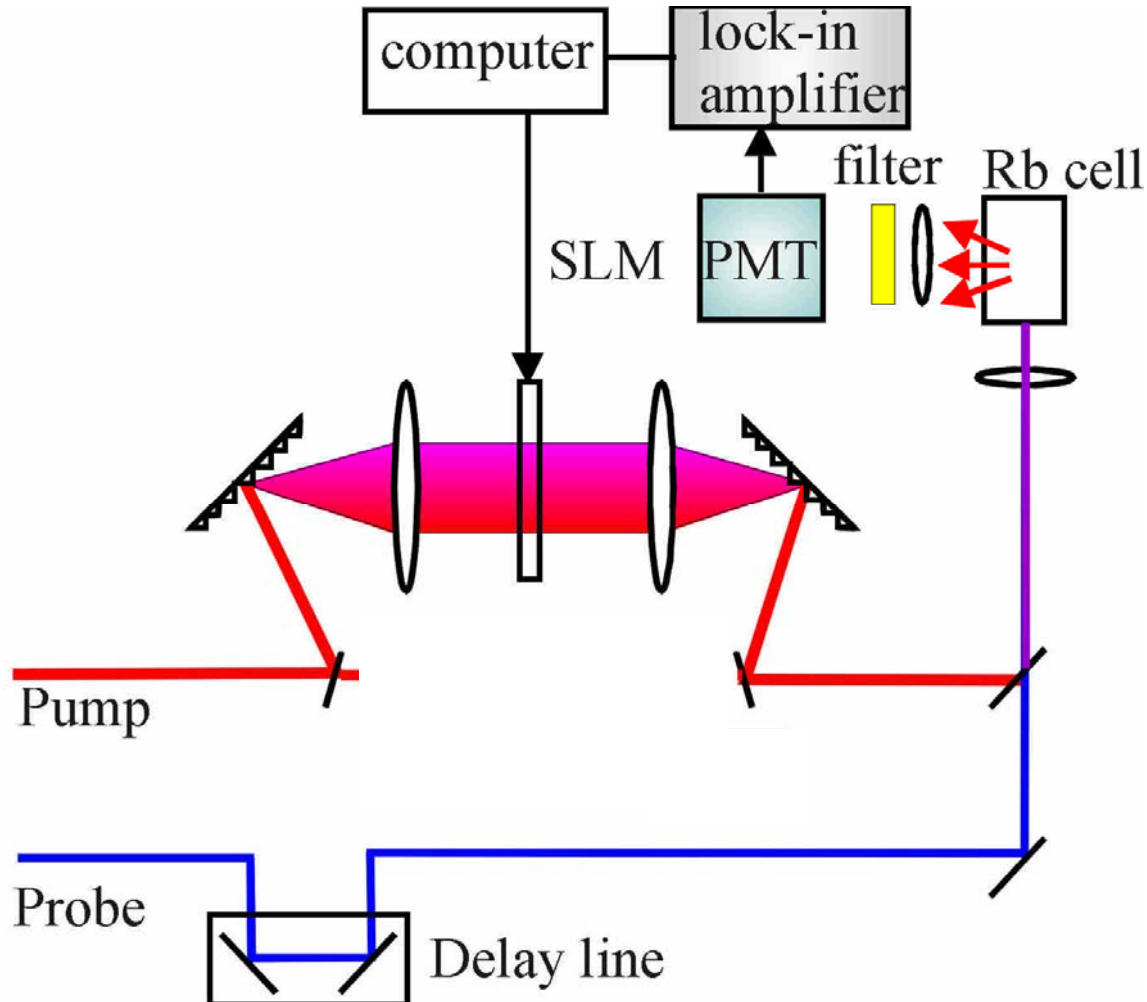 computer
lock-in
amplifier
filter
Rb cell
SLM
PMT
Pump
Probe
Delay line